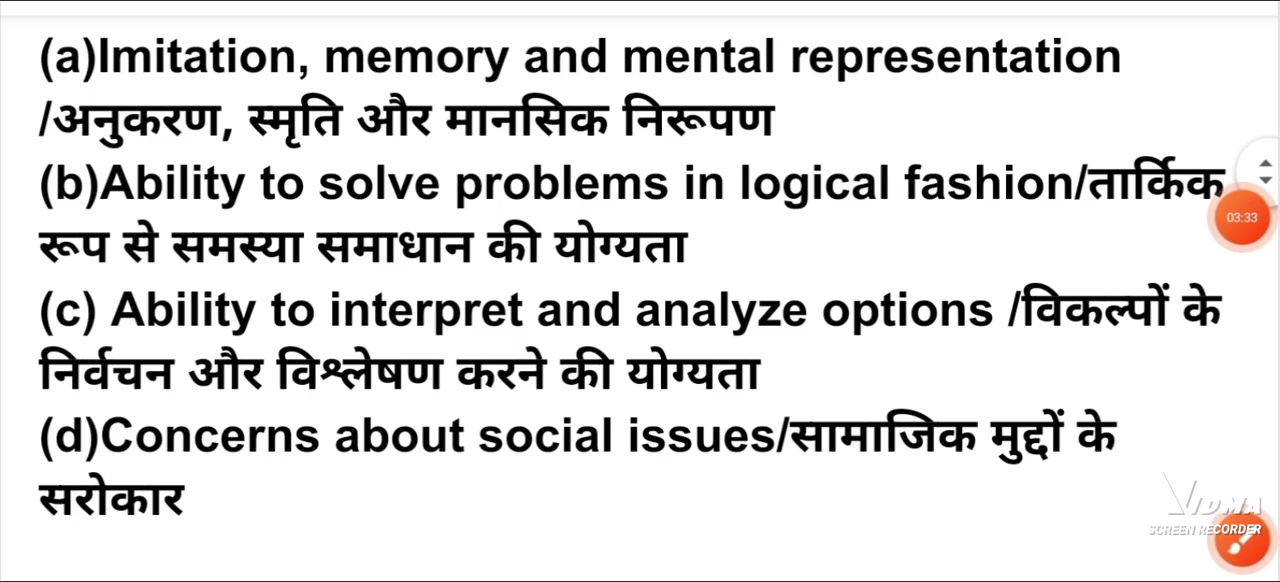 (a)Imitation, memory and mental representation
/अनुकरण, स्मृति और मानसिक निरूपण
(b)Ability to solve problems in logical fashion/तार्किक
03:33
रूप से समस्या समाधान की योग्यता
(c) Ability to interpret and analyze options /विकल्पों के
निर्वचन और विश्लेषण करने की योग्यता
(d)Concerns about social issues/सामाजिक मुद्दों के
सरोकार
VIDMA
SCREEN RECORDER